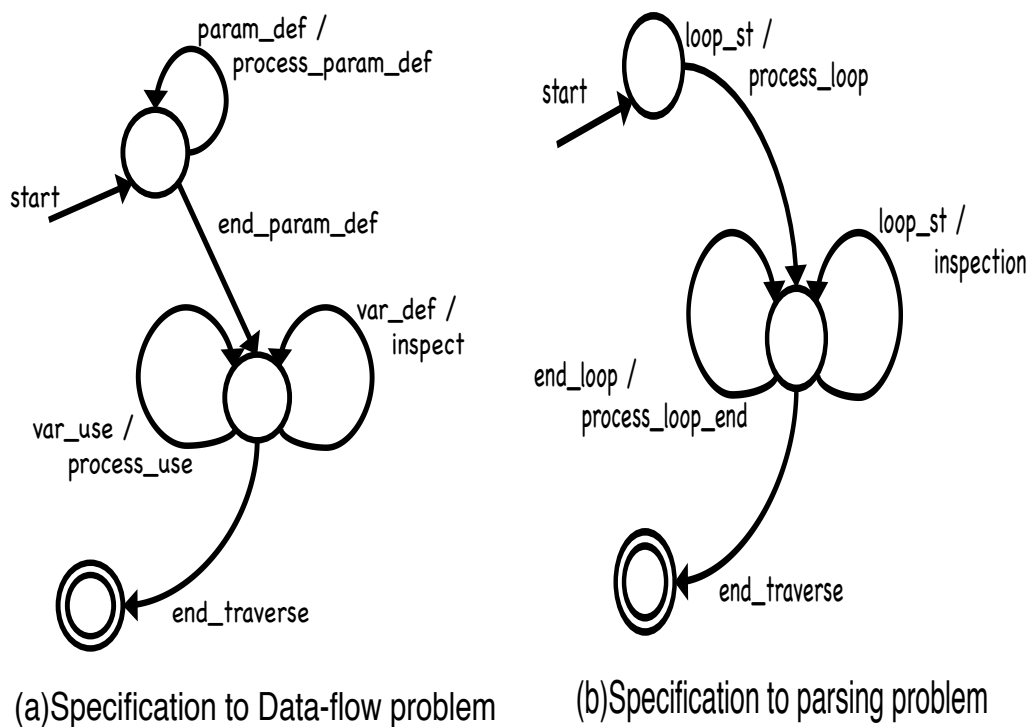 param_def /
process_param_def
start
end_param_def
var_def /
inspect
var_use /
process_use
end_traverse
(a)Specification to Data-flow problem
loop_st /
process_loop
start
loop_st /
inspection
end_loop /
process_loop_end
end_traverse
(b)Specification to parsing problem